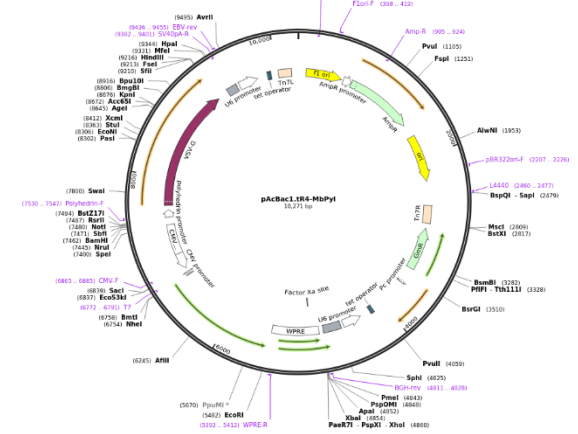 F1ori-F (398 .. 419)
Amp-R (905 .. 924)
PvuI (1105)
FspI (1251)
AlwNI (1953)
pBR322ori-F (2207 .. 2226)
L4440 (2460 .. 2477)
BspQI - SapI (2479)
MscI (2809)
BstXI (2817)
BsmBI (3282)
PflFI - Tth111I (3328)
BsrGI (3510)
PvuII (4059)
SphI (4625)
BGH-rev (4811 .. 4828)
PmeI (4843)
PspOMI (4848)
ApaI (4852)
XbaI (4854)
PaeR7I - PspXI - XhoI (4860)
WPRE-R (5392 .. 5412)
EcoRI (5482)
PpuMI * (5670)
AflII (6245)
NheI (6754)
BmtI (6758)
T7 (6772 .. 6791)
Eco53kI (6837)
SacI (6839)
CMV-F (6865 .. 6885)
SpeI (7400)
NruI (7445)
BamHI (7462)
SbfI (7471)
NotI (7480)
RsrII (7487)
BstZ17I (7494)
Polyhedrin-F (7530 .. 7547)
SwaI (7800)
PasI (8302)
EcoNI (8306)
StuI (8363)
XcmI (8412)
AgeI (8645)
Acc65I (8672)
KpnI (8676)
BmgBI (8806)
Bpu10I (8916)
SfiI (9210)
FseI (9213)
HindIII (9216)
MfeI (9331)
HpaI (9344)
SV40pA-R (9382 .. 9401)
EBV-rev (9436 .. 9455)
AvrII (9495)
10,000
2000
4000
6000
8000
f1 ori
AmpR promoter
AmpR
ori
Tn7R
GmR
Pc promoter
tet operator
U6 promoter
Factor Xa site
WPRE
CMV promoter
CMV...
polyhedrin promoter
VSV-G
U6 promoter
tet operator
Tn7L
pAcBac1.tR4-MbPyl
10,271 bp